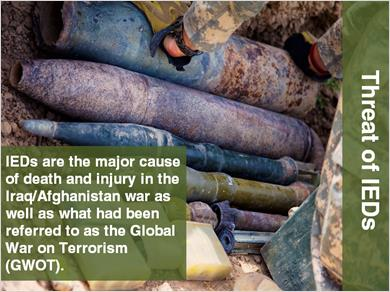 Threat of IEDs
IEDs are the major cause
of death and injury in the
Iraq/Afghanistan war as
well as what had been
referred to as the Global
War on Terrorism
(GWOT).